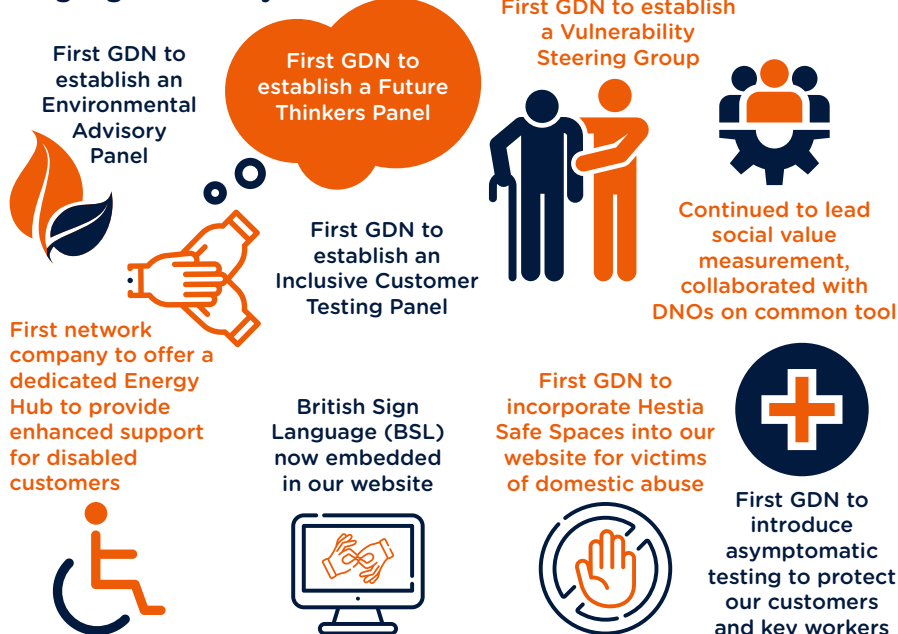 First GDN to
establish an
Environmental
Advisory
Panel
First GDN to
establish a Future
Thinkers Panel
First GDN to establish
a Vulnerability
Steering Group
First GDN to
establish an
Inclusive Customer
Testing Panel
Continued to lead
social value
measurement,
collaborated with
DNOs on common tool
First network
company to offer a
dedicated Energy
Hub to provide
enhanced support
for disabled
customers
British Sign
Language (BSL)
now embedded
in our website
First GDN to
incorporate Hestia
Safe Spaces into our
website for victims
of domestic abuse
First GDN to
introduce
asymptomatic
testing to protect
our customers
and key workers